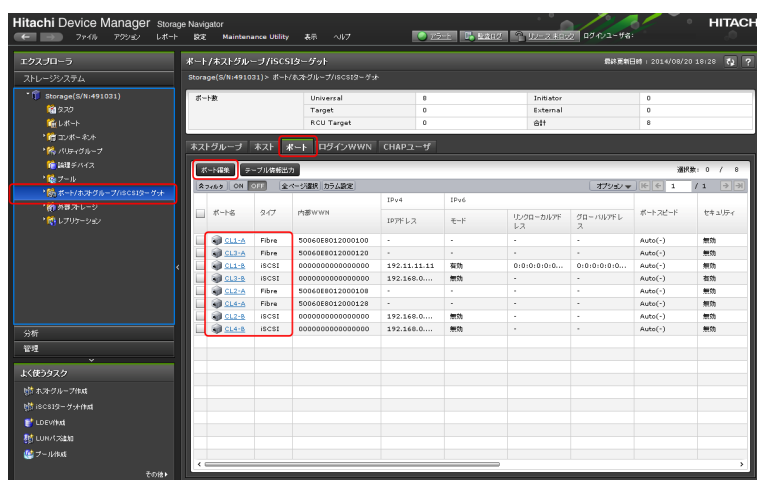 Hitachi Device Manager Storage Navigator
HITACH
ファイル アクション レポート 設定 Maintenance Utility 表示 ヘルプ アラート 監査ログ リソースロック ログインユーザ名:
エクスプローラ
ストレージシステム
Storage(S/N:491031)
タスク
レポート
コンポーネント
パリティグループ
論理デバイス
プール
ポート/ホストグループ/iSCSIターゲット
外部ストレージ
レプリケーション
分析
管理
よく使うタスク
ホストグループ作成
iSCSIターゲット作成
LDEV作成
LUNパス追加
プール作成
その他
ポート/ホストグループ/iSCSIターゲット
最終更新日時 : 2014/08/20 18:28
Storage(S/N:491031)> ポート/ホストグループ/iSCSIターゲット
ポート数 Universal 8 Initiator 0
Target 0 External 0
RCU Target 0 合計 8
ホストグループ ホスト ポート ログインWWN CHAPユーザ
ポート編集 テーブル情報出力 選択数: 0 / 8
フィルタ ON OFF 全ページ選択 カラム設定 オプション 1 / 1
IPv4 IPv6
ポート名 タイプ 内部WWN IPアドレス モード リンクローカルアドレス グローバルアドレス ポートスピード セキュリティ
CL1-A Fibre 50060E8012000100 - - - - Auto(-) 無効
CL3-A Fibre 50060E8012000120 - - - - Auto(-) 無効
CL1-B iSCSI 0000000000000000 192.11.11.11 有効 0:0:0:0:0:0... 0:0:0:0:0:0... Auto(-) 無効
CL3-B iSCSI 0000000000000000 192.168.0.... 無効 - - Auto(-) 有効
CL2-A Fibre 50060E8012000108 - - - - Auto(-) 無効
CL4-A Fibre 50060E8012000128 - - - - Auto(-) 無効
CL2-B iSCSI 0000000000000000 192.168.0.... 無効 - - Auto(-) 無効
CL4-B iSCSI 0000000000000000 192.168.0.... 無効 - - Auto(-) 無効